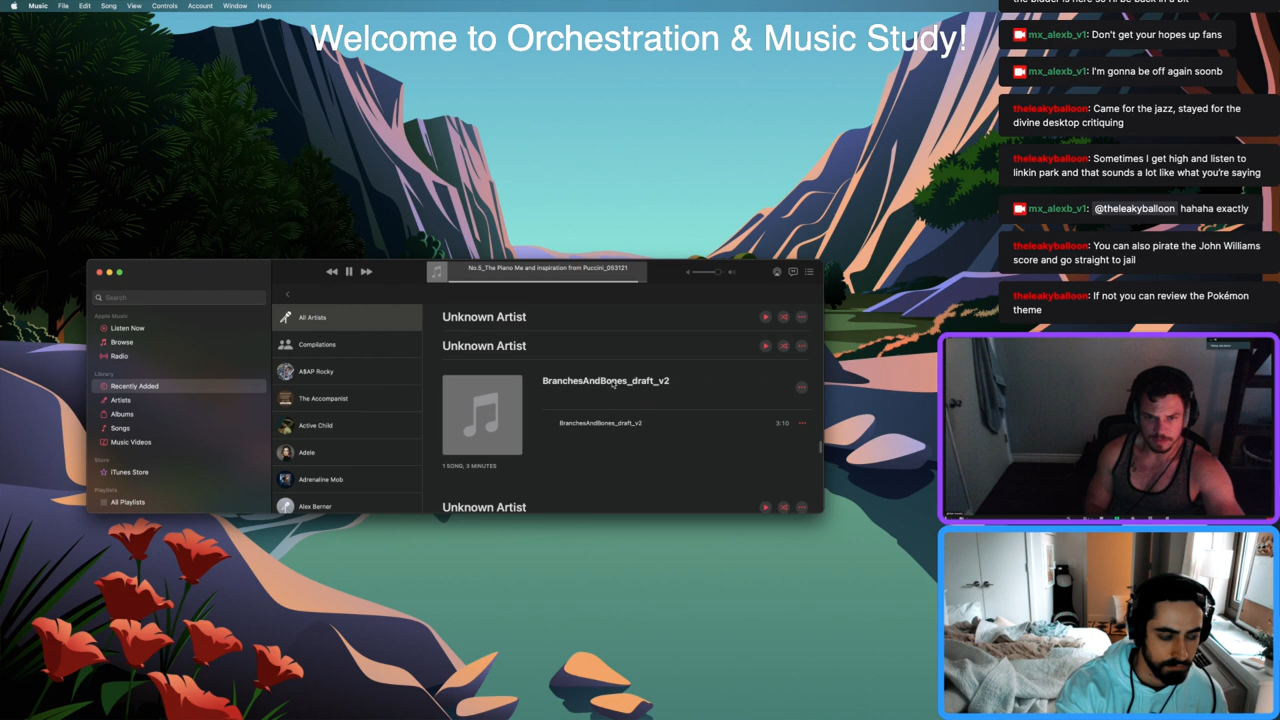 Music File Edit Song View Controls Account Window Help
Welcome to Orchestration & Music Study!
mx_alexb_v1: Don't get your hopes up fans
mx_alexb_v1: I'm gonna be off again soonb
theleakyballoon: Came for the jazz, stayed for the
divine desktop critiquing
theleakyballoon: Sometimes I get high and listen to
linkin park and that sounds a lot like what you're saying
mx_alexb_v1: @theleakyballoon hahaha exactly
theleakyballoon: You can also pirate the John Williams
score and go straight to jail
theleakyballoon: If not you can review the Pokémon
theme
No.5_The Piano Me and inspiration from Puccini_053121
Search
Apple Music
Listen Now
Browse
Radio
Library
Recently Added
Artists
Albums
Songs
Music Videos
Store
iTunes Store
Playlists
All Playlists
All Artists
Compilations
A$AP Rocky
The Accompanist
Active Child
Adele
Adrenaline Mob
Alex Berner
Unknown Artist
Unknown Artist
BranchesAndBones_draft_v2
BranchesAndBones_draft_v2 3:10
1 SONG, 3 MINUTES
Unknown Artist